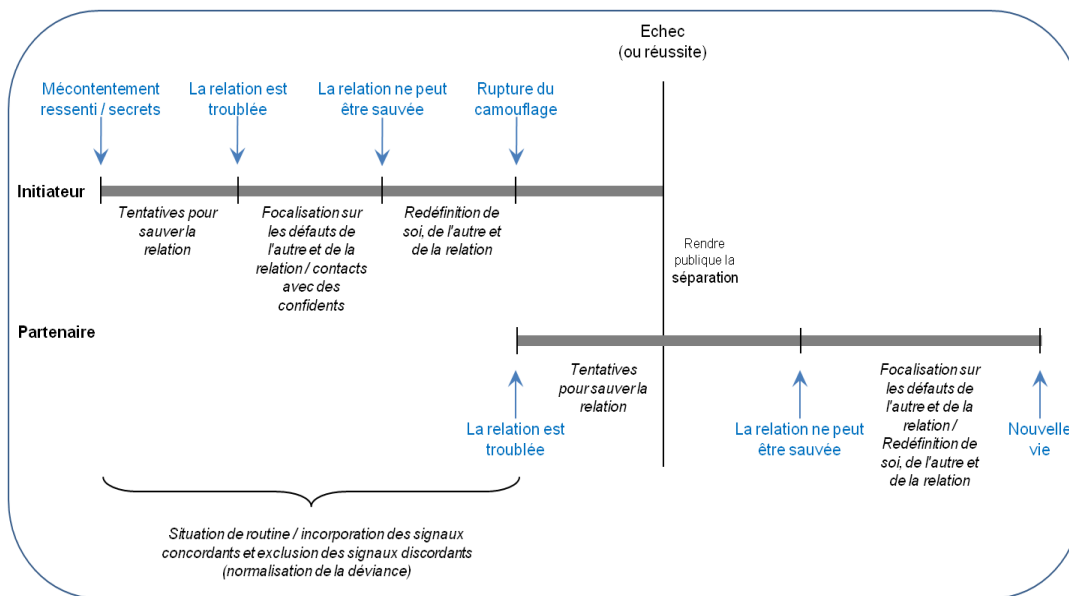 Echec
(ou réussite)
Mécontentement
ressenti / secrets
La relation est
troublée
La relation ne peut
être sauvée
Rupture du
camouflage
Initiateur
Tentatives pour
sauver la
relation
Focalisation sur
les défauts de
l'autre et de la
relation / contacts
avec des
confidents
Redéfinition de
soi, de l'autre et
de la relation
Rendre
publique la
séparation
Partenaire
La relation est
troublée
Tentatives
pour sauver la
relation
La relation ne peut
être sauvée
Focalisation sur
les défauts de
l'autre et de la
relation /
Redéfinition de
soi, de l'autre et
de la relation
Nouvelle
vie
Situation de routine / incorporation des signaux
concordants et exclusion des signaux discordants
(normalisation de la déviance)